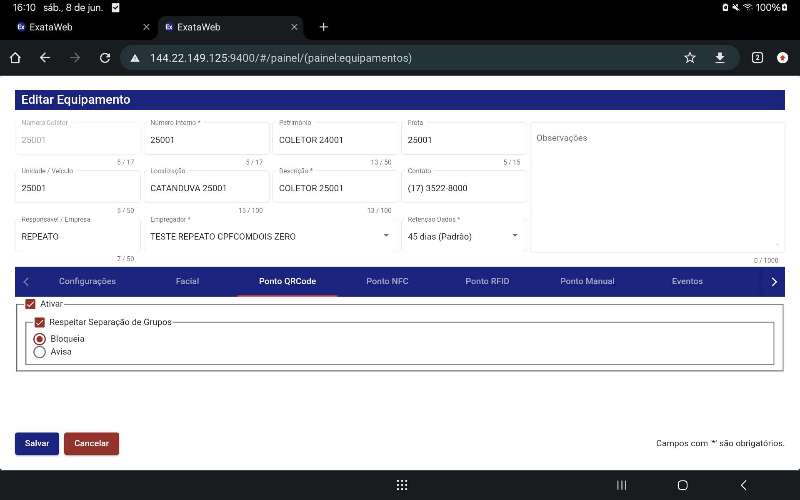 16:10 sáb., 8 de jun. 100%
ExataWeb ExataWeb
144.22.149.125:9400/#/painel/(painel:equipamentos) 2
Editar Equipamento
Número Coletor Número Interno * Patrimônio Frota
25001 25001 COLETOR 24001 25001 Observações
5 / 17 5 / 17 13 / 50 5 / 15
Unidade / Veículo Localização Descrição * Contato
25001 CATANDUVA 25001 COLETOR 25001 (17) 3522-8000
5 / 50 15 / 100 13 / 100
Responsável / Empresa Empregador * Retenção Dados *
REPEATO TESTE REPEATO CPFCOMDOIS ZERO 45 dias (Padrão)
7 / 50 0 / 1000
Configurações Facial Ponto QRCode Ponto NFC Ponto RFID Ponto Manual Eventos
Ativar
Respeitar Separação de Grupos
Bloqueia
Avisa
Salvar Cancelar Campos com '*' são obrigatórios.